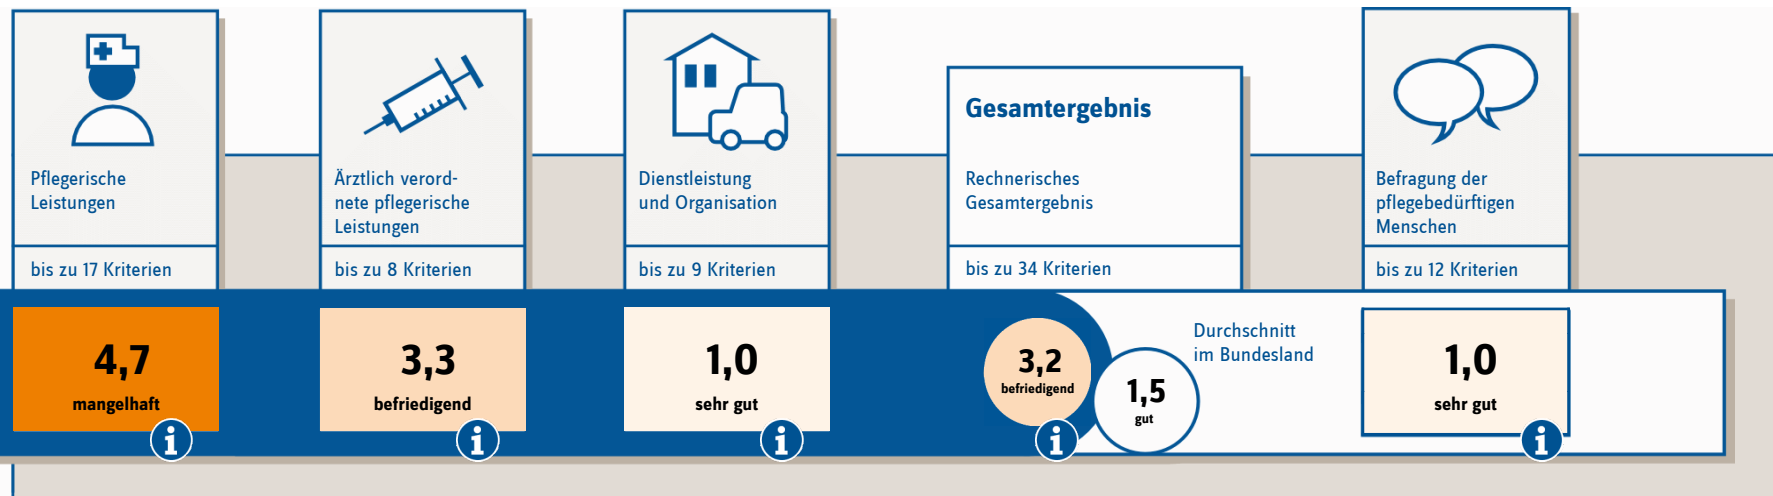 Pflegerische
Leistungen
bis zu 17 Kriterien
4,7
mangelhaft
i
Ärztlich verord-
nete pflegerische
Leistungen
bis zu 8 Kriterien
3,3
befriedigend
i
Dienstleistung
und Organisation
bis zu 9 Kriterien
1,0
sehr gut
i
Gesamtergebnis
Rechnerisches
Gesamtergebnis
bis zu 34 Kriterien
3,2
befriedigend
i
1,5
gut
Durchschnitt
im Bundesland
Befragung der
pflegebedürftigen
Menschen
bis zu 12 Kriterien
1,0
sehr gut
i